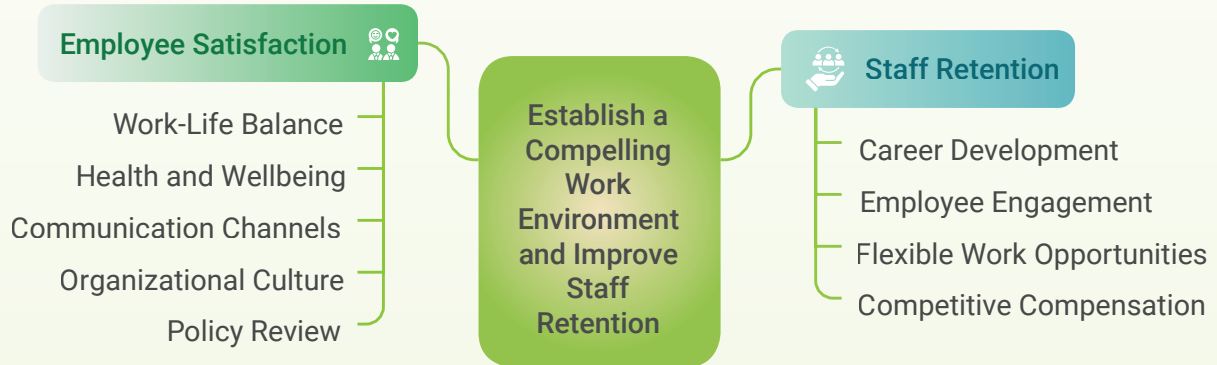 Employee Satisfaction
Work-Life Balance
Health and Wellbeing
Communication Channels
Organizational Culture
Policy Review
Establish a
Compelling
Work
Environment
and Improve
Staff
Retention
Staff Retention
Career Development
Employee Engagement
Flexible Work Opportunities
Competitive Compensation